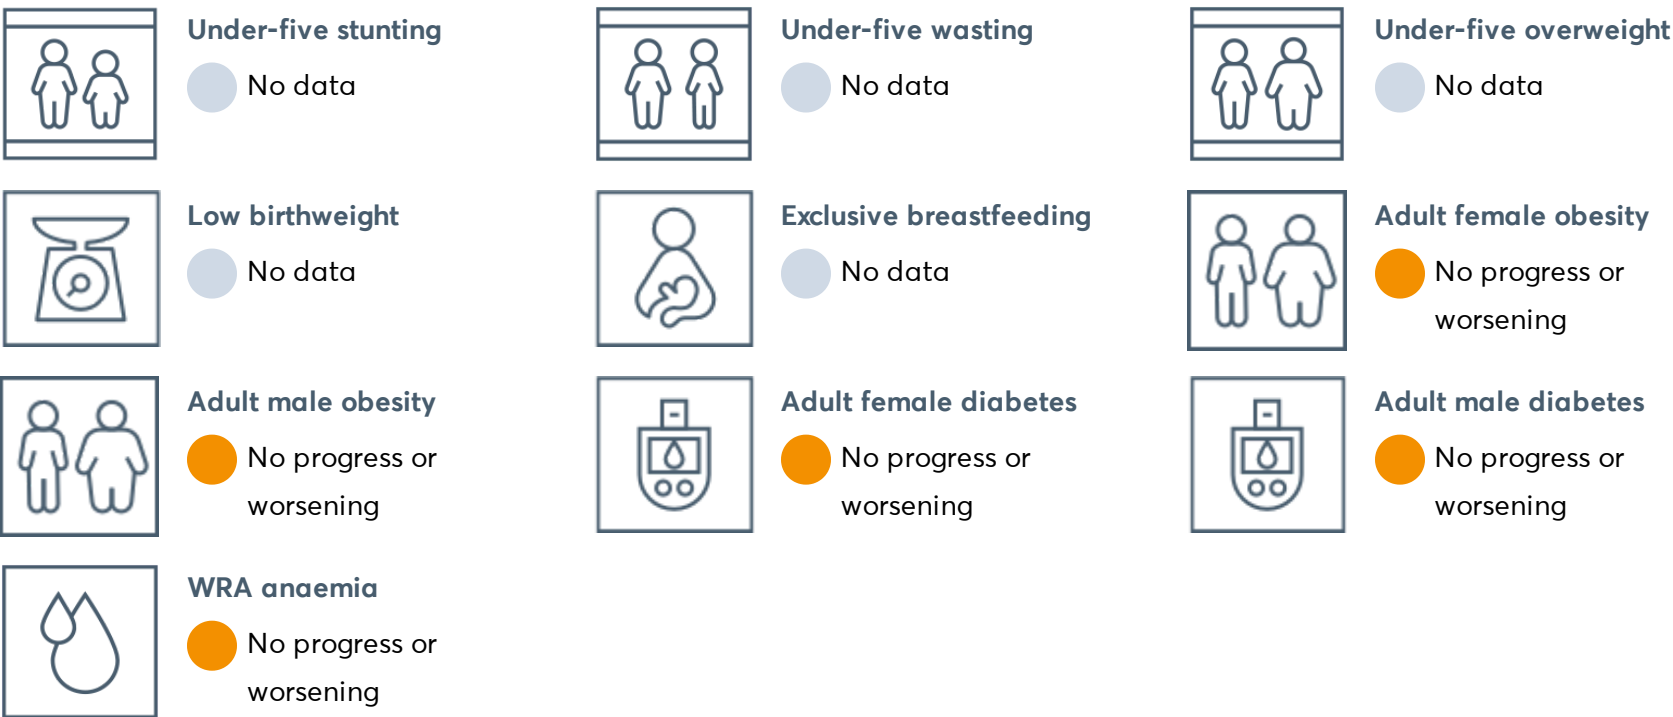 Under-five stunting
No data
Under-five wasting
No data
Under-five overweight
No data
Low birthweight
No data
Exclusive breastfeeding
No data
Adult female obesity
No progress or
worsening
Adult male obesity
No progress or
worsening
Adult female diabetes
No progress or
worsening
Adult male diabetes
No progress or
worsening
WRA anaemia
No progress or
worsening